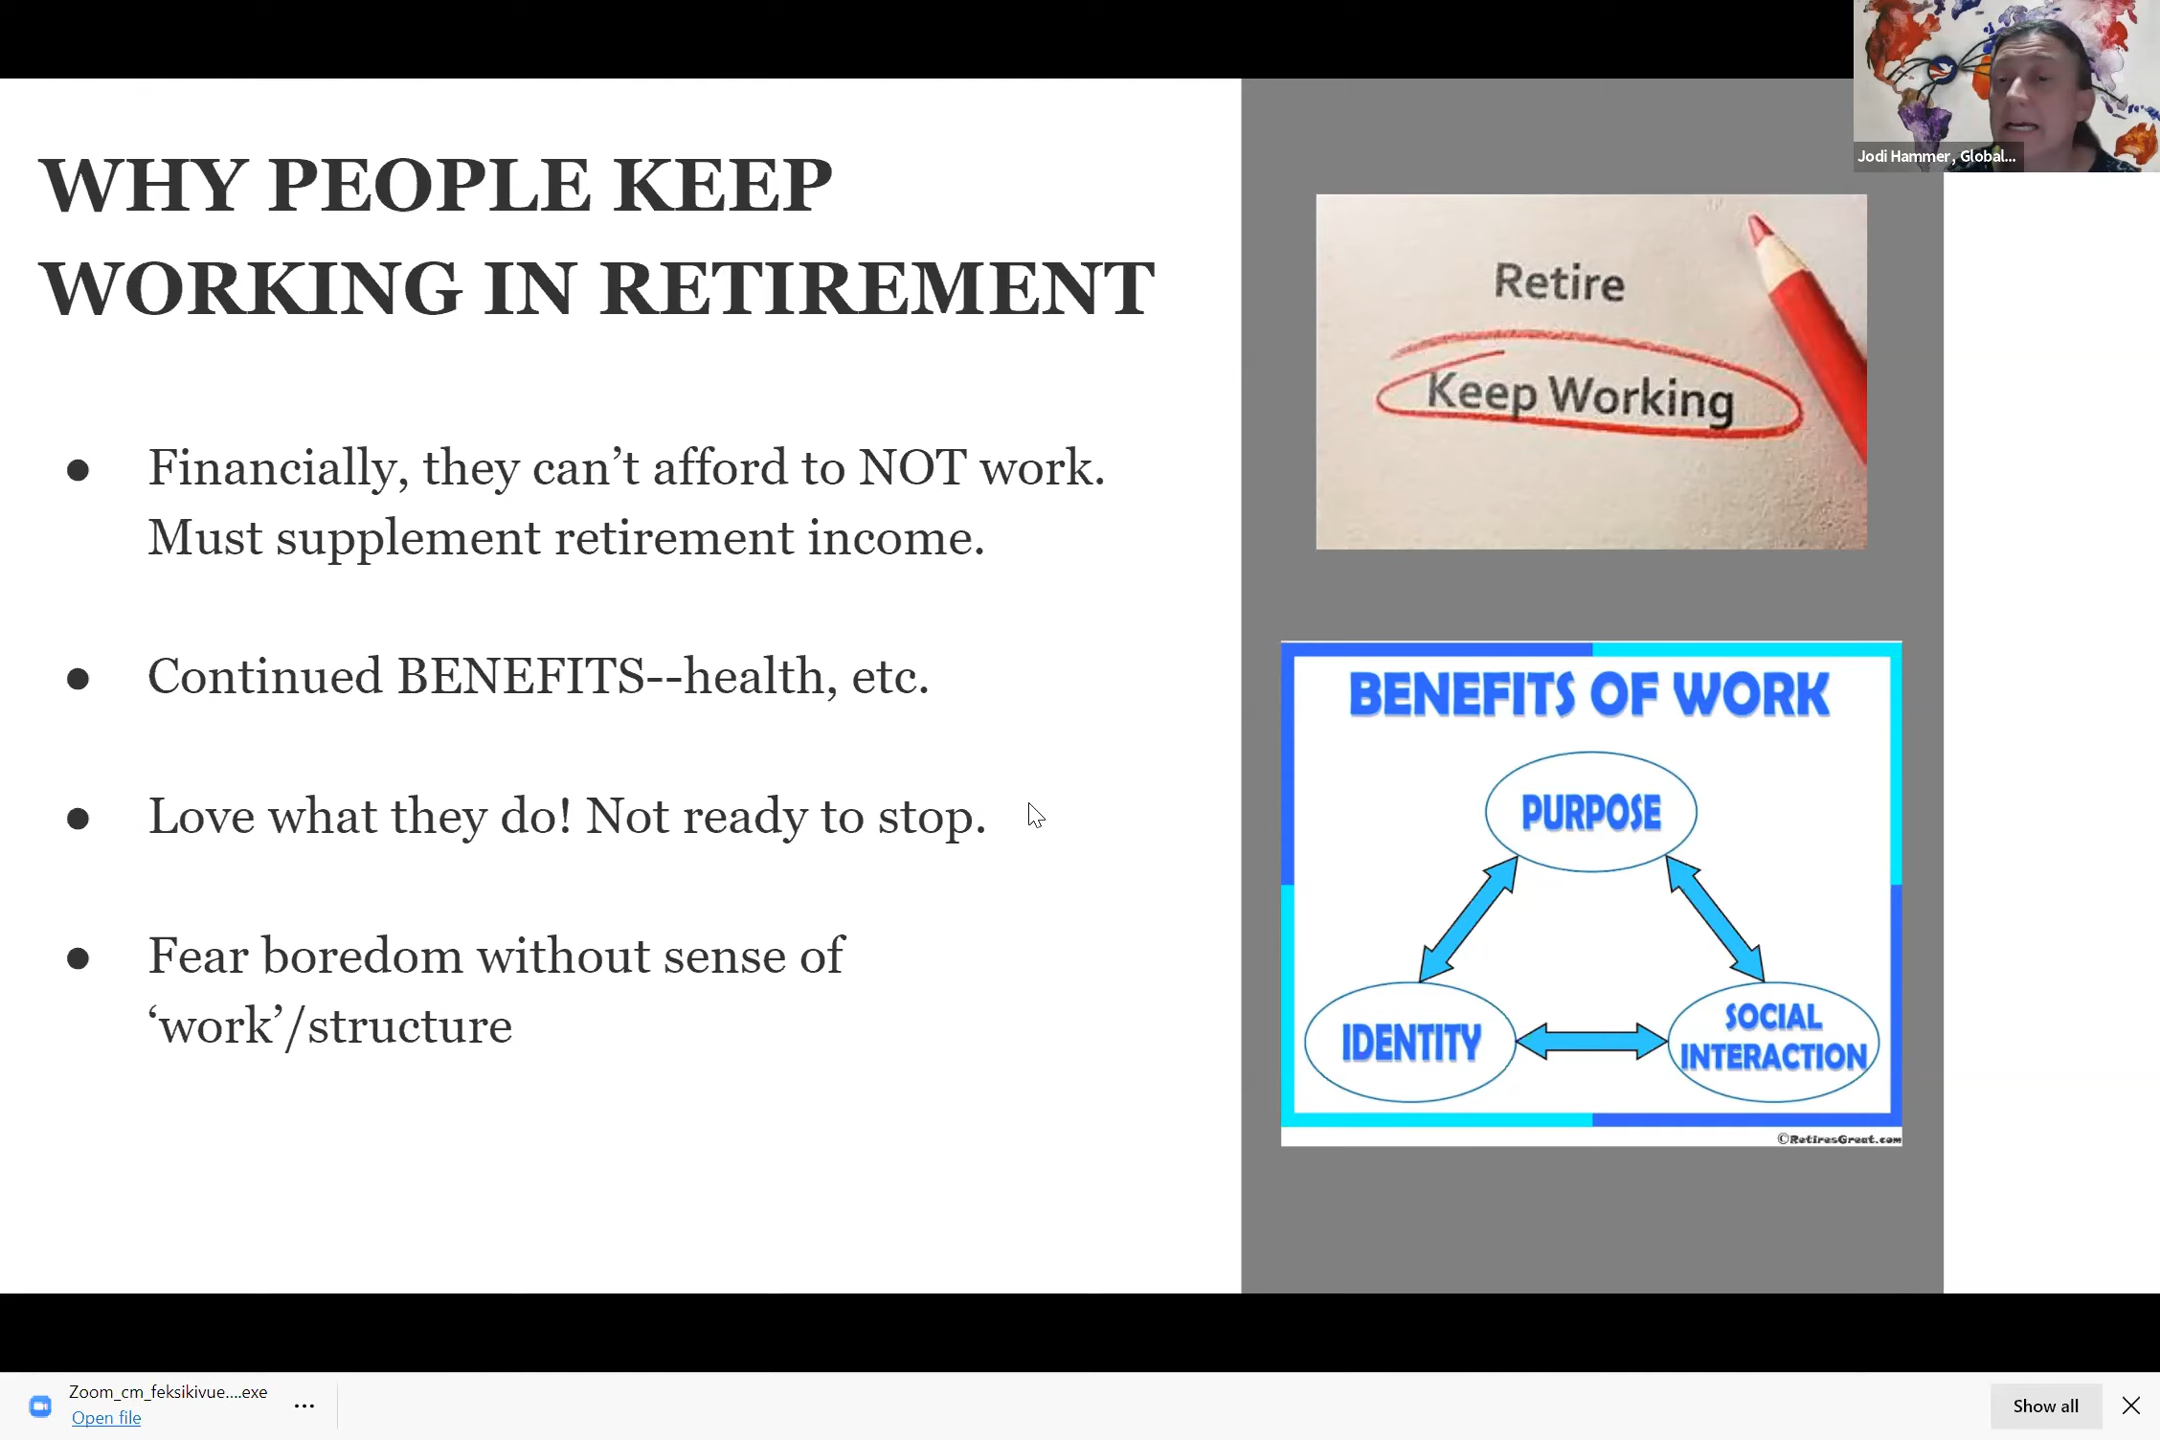 WHY PEOPLE KEEP
WORKING IN RETIREMENT
● Financially, they can’t afford to NOT work.
Must supplement retirement income.
● Continued BENEFITS--health, etc.
● Love what they do! Not ready to stop.
● Fear boredom without sense of
‘work’/structure
Jodi Hammer, Global...
Retire
Keep Working
BENEFITS OF WORK
PURPOSE
IDENTITY
SOCIAL
INTERACTION
©RetiresGreat.com
Zoom_cm_feksikivue....exe
Open file
Show all